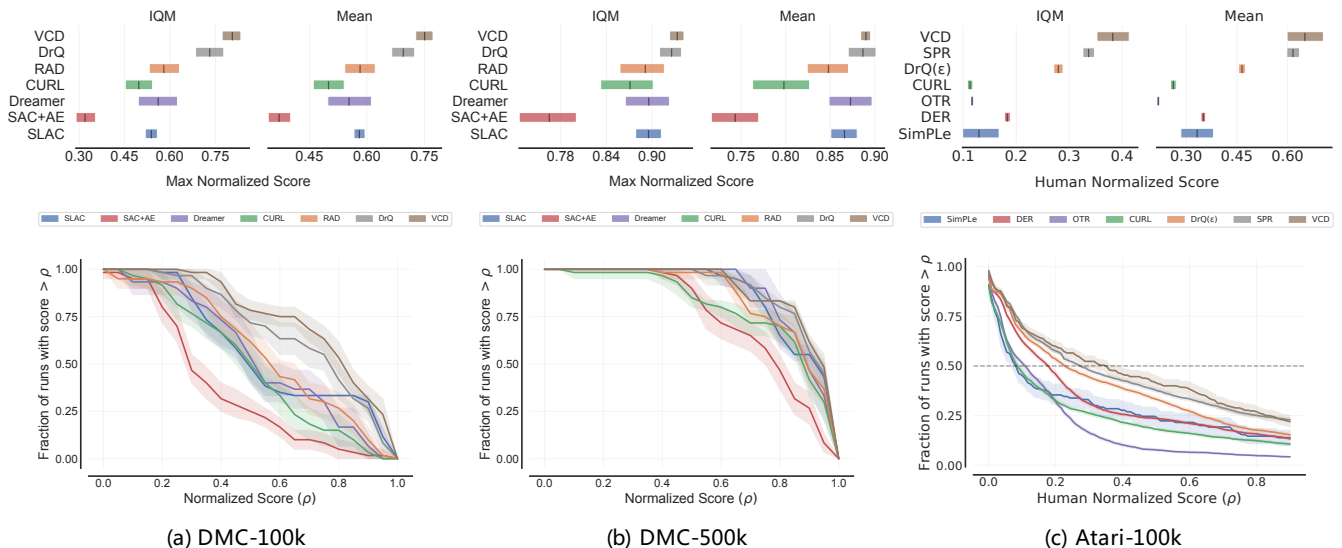 IQM Mean
VCD
DrQ
RAD
CURL
Dreamer
SAC+AE
SLAC
0.30 0.45 0.75 0.45 0.60 0.75
Max Normalized Score
IQM Mean
VCD
DrQ
RAD
CURL
Dreamer
SAC+AE
SLAC
0.78 0.84 0.90 0.75 0.80 0.85 0.90
Max Normalized Score
IQM Mean
VCD
SPR
DrQ(ε)
CURL
OTR
DER
SimPLe
0.1 0.2 0.3 0.4 0.30 0.45 0.60
Human Normalized Score
SLAC SAC+AE Dreamer CURL RAD DrQ VCD
Fraction of runs with score > ρ
1.00
0.75
0.50
0.25
0.00
0.0 0.2 0.4 0.6 0.8 1.0
Normalized Score (ρ)
(a) DMC-100k
SLAC SAC+AE Dreamer CURL RAD DrQ VCD
Fraction of runs with score > ρ
1.00
0.75
0.50
0.25
0.00
0.0 0.2 0.4 0.6 0.8 1.0
Normalized Score (ρ)
(b) DMC-500k
SimPLe DER OTR CURL DrQ(ε) SPR VCD
Fraction of runs with score > ρ
1.00
0.75
0.50
0.25
0.00
0.0 0.2 0.4 0.6 0.8
Human Normalized Score (ρ)
(c) Atari-100k